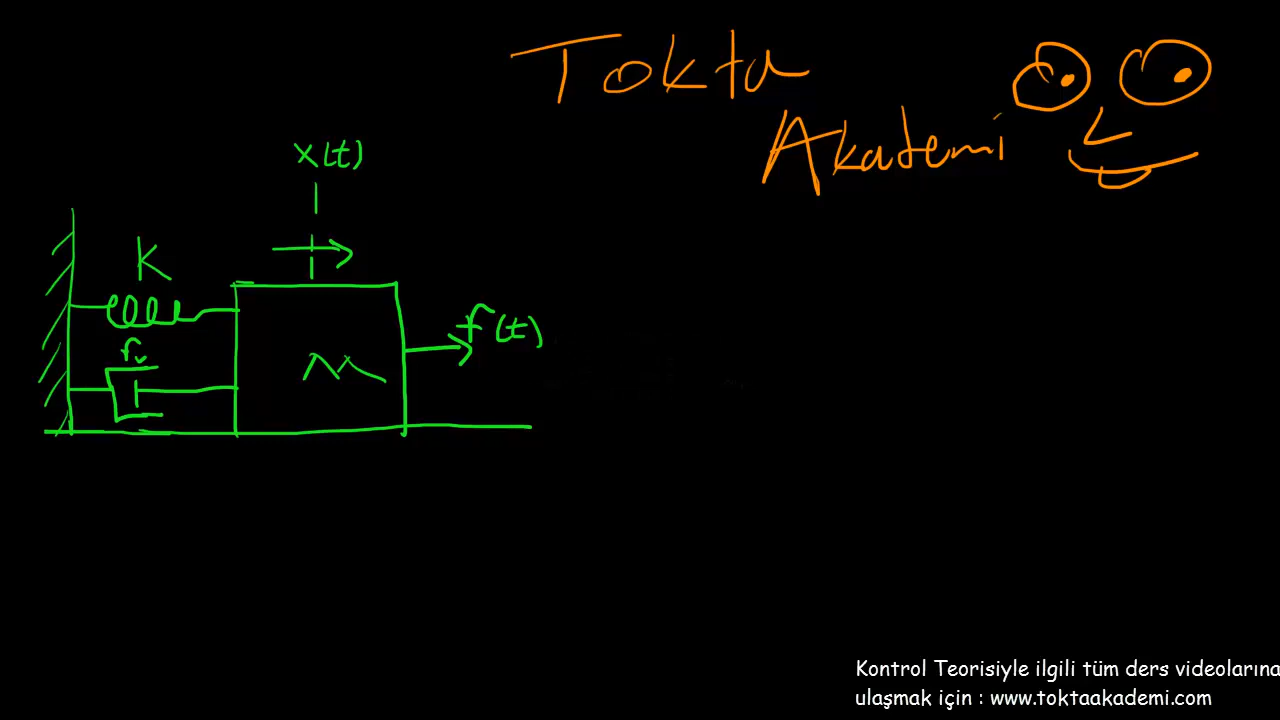 Tokta
Akademi
x(t)
K
f(t)
fv
M
Kontrol Teorisiyle ilgili tüm ders videolarına
ulaşmak için : www.toktaakademi.com